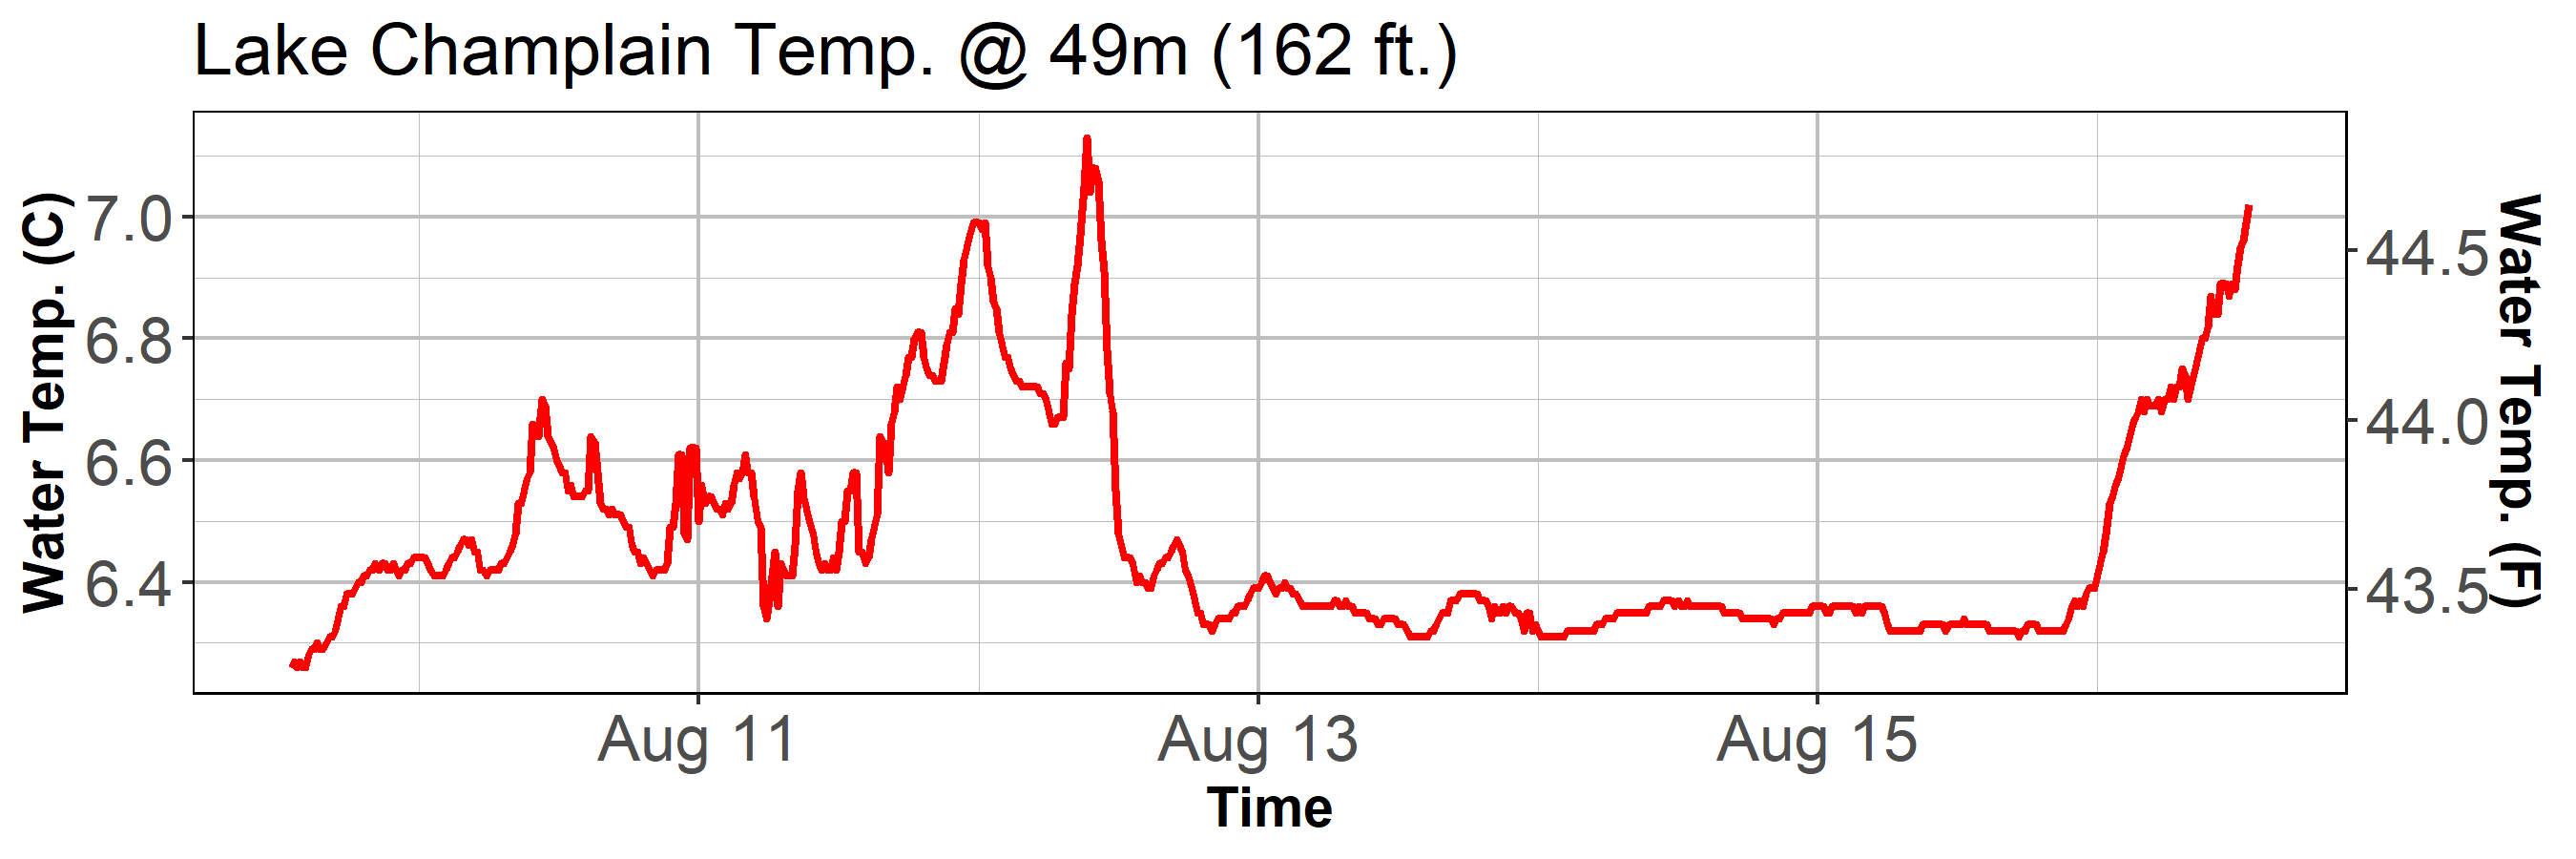 Lake Champlain Temp. @ 49m (162 ft.)
Water Temp. (C)
7.0
6.8
6.6
6.4
44.5
44.0
43.5
Water Temp. (F)
Aug 11
Aug 13
Aug 15
Time